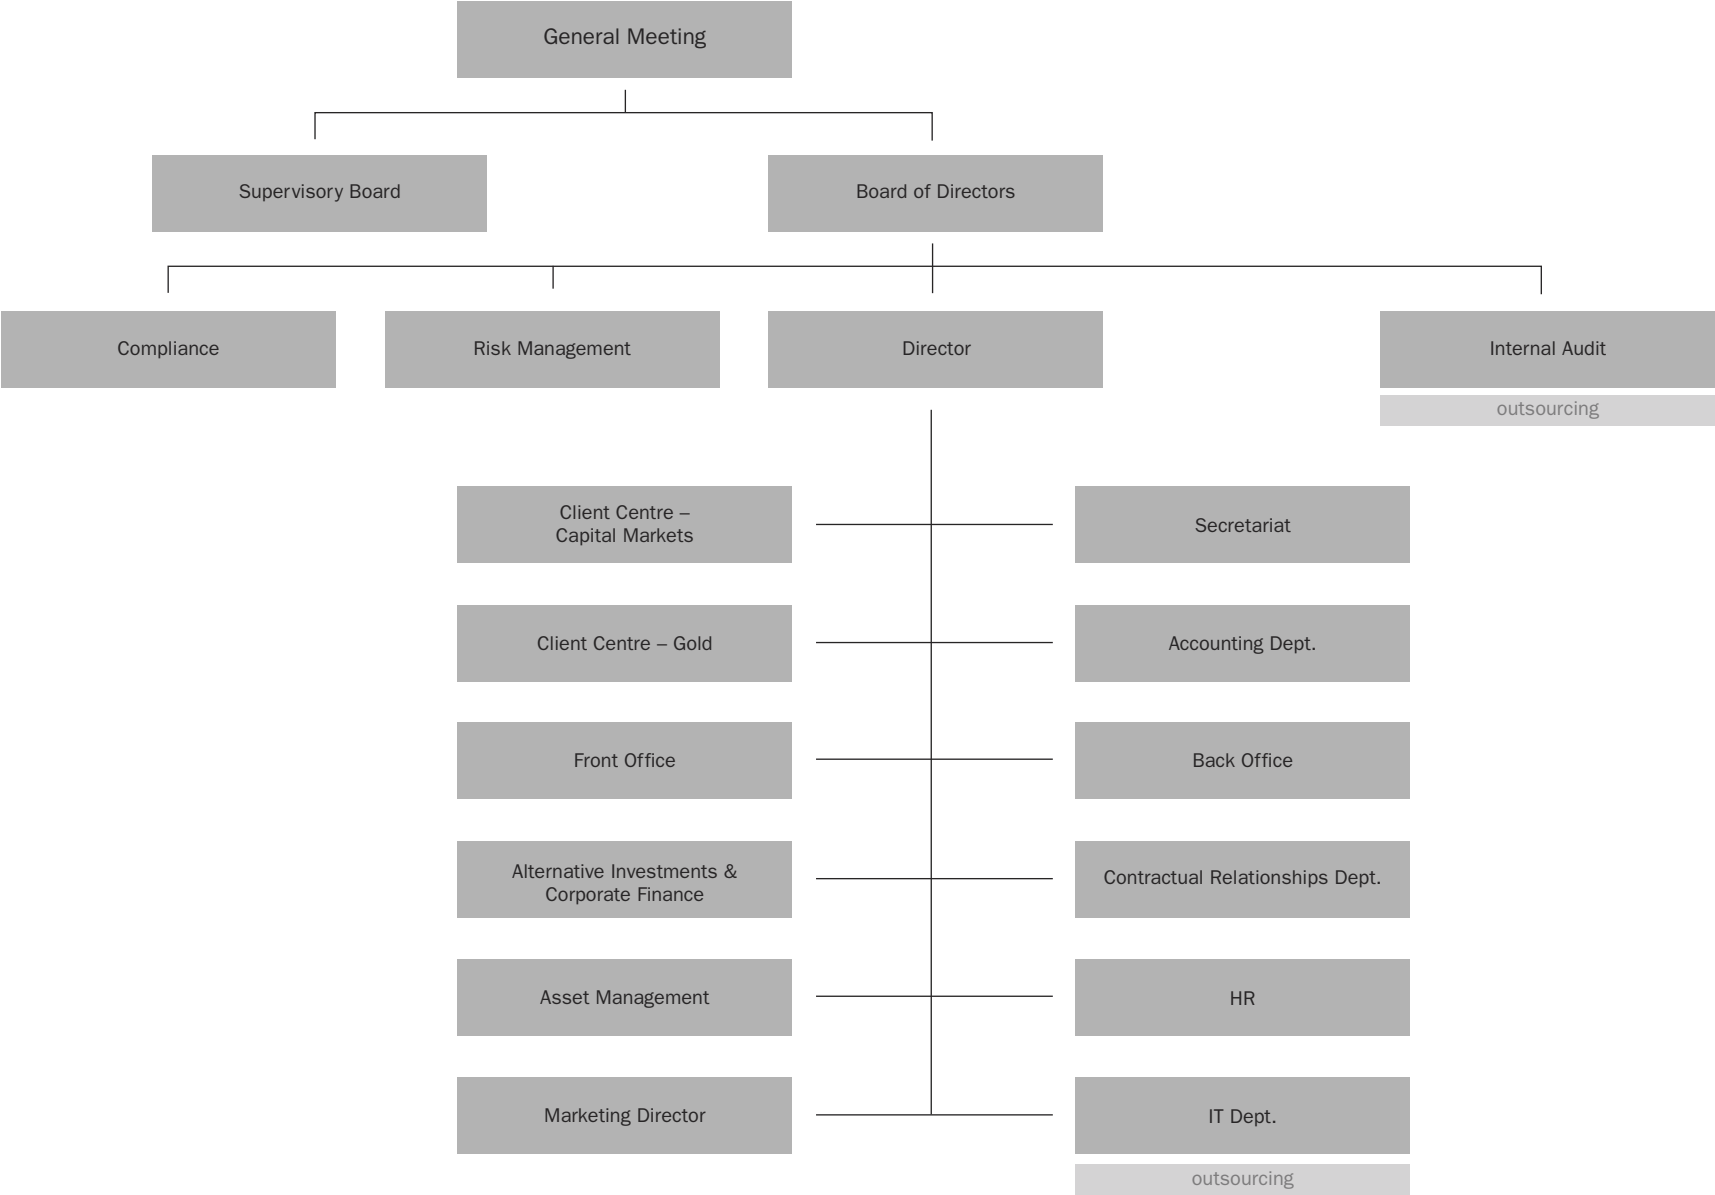 General Meeting
Supervisory Board
Board of Directors
Compliance
Risk Management
Director
Internal Audit
outsourcing
Client Centre –
Capital Markets
Secretariat
Client Centre – Gold
Accounting Dept.
Front Office
Back Office
Alternative Investments &
Corporate Finance
Contractual Relationships Dept.
Asset Management
HR
Marketing Director
IT Dept.
outsourcing